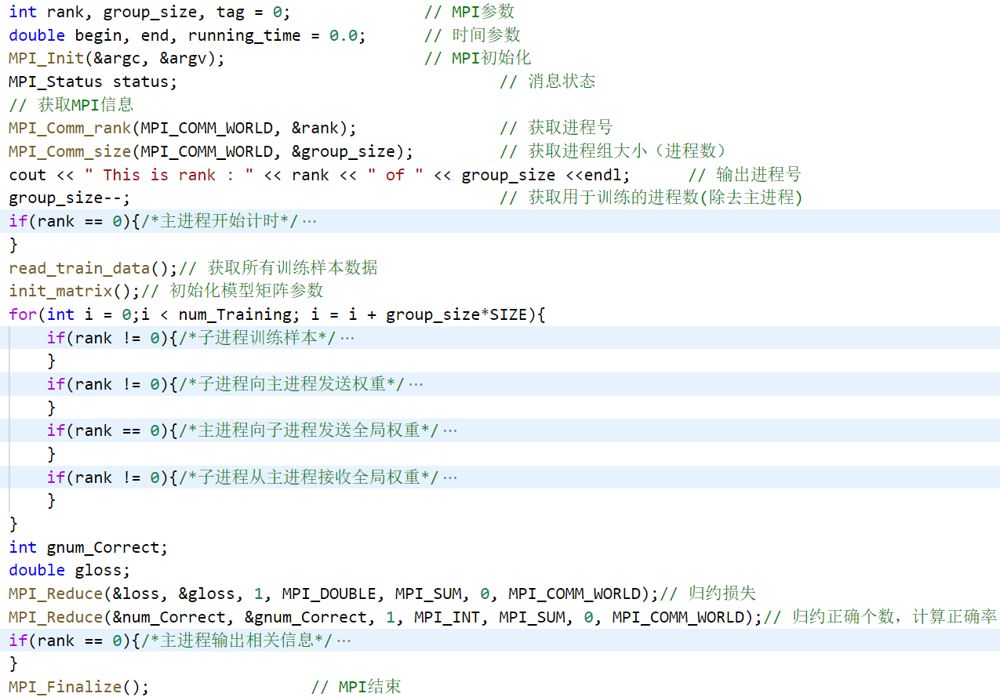 int rank, group_size, tag = 0; // MPI参数
double begin, end, running_time = 0.0; // 时间参数
MPI_Init(&argc, &argv); // MPI初始化
MPI_Status status; // 消息状态
// 获取MPI信息
MPI_Comm_rank(MPI_COMM_WORLD, &rank); // 获取进程号
MPI_Comm_size(MPI_COMM_WORLD, &group_size); // 获取进程组大小（进程数）
cout << " This is rank : " << rank << " of " << group_size <<endl; // 输出进程号
group_size--; // 获取用于训练的进程数(除去主进程)
if(rank == 0){/*主进程开始计时*/···
}
read_train_data();// 获取所有训练样本数据
init_matrix();// 初始化模型矩阵参数
for(int i = 0;i < num_Training; i = i + group_size*SIZE){
    if(rank != 0){/*子进程训练样本*/···
    }
    if(rank != 0){/*子进程向主进程发送权重*/···
    }
    if(rank == 0){/*主进程向子进程发送全局权重*/···
    }
    if(rank != 0){/*子进程从主进程接收全局权重*/···
    }
}
int gnum_Correct;
double gloss;
MPI_Reduce(&loss, &gloss, 1, MPI_DOUBLE, MPI_SUM, 0, MPI_COMM_WORLD);// 归约损失
MPI_Reduce(&num_Correct, &gnum_Correct, 1, MPI_INT, MPI_SUM, 0, MPI_COMM_WORLD);// 归约正确个数，计算正确率
if(rank == 0){/*主进程输出相关信息*/···
}
MPI_Finalize(); // MPI结束